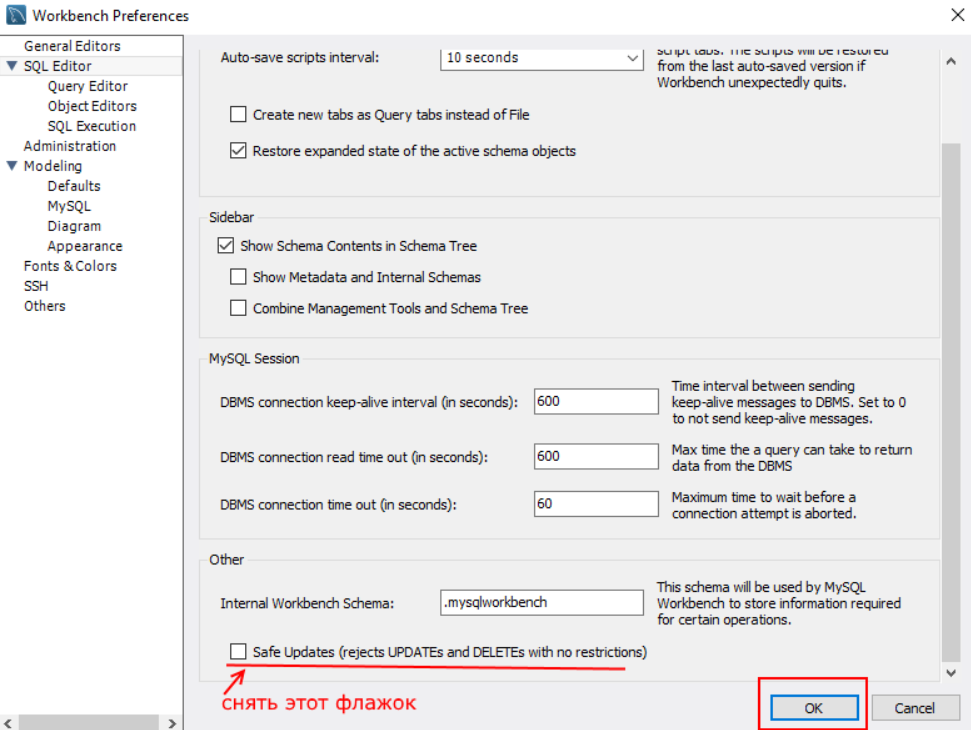 Workbench Preferences
General Editors
SQL Editor
Query Editor
Object Editors
SQL Execution
Administration
Modeling
Defaults
MySQL
Diagram
Appearance
Fonts & Colors
SSH
Others
Auto-save scripts interval:
10 seconds
script tabs. The scripts will be restored
from the last auto-saved version if
Workbench unexpectedly quits.
Create new tabs as Query tabs instead of File
Restore expanded state of the active schema objects
Sidebar
Show Schema Contents in Schema Tree
Show Metadata and Internal Schemas
Combine Management Tools and Schema Tree
MySQL Session
DBMS connection keep-alive interval (in seconds):
600
Time interval between sending
keep-alive messages to DBMS. Set to 0
to not send keep-alive messages.
DBMS connection read time out (in seconds):
600
Max time the a query can take to return
data from the DBMS
DBMS connection time out (in seconds):
60
Maximum time to wait before a
connection attempt is aborted.
Other
Internal Workbench Schema:
.mysqlworkbench
This schema will be used by MySQL
Workbench to store information required
for certain operations.
Safe Updates (rejects UPDATEs and DELETEs with no restrictions)
снять этот флажок
OK
Cancel